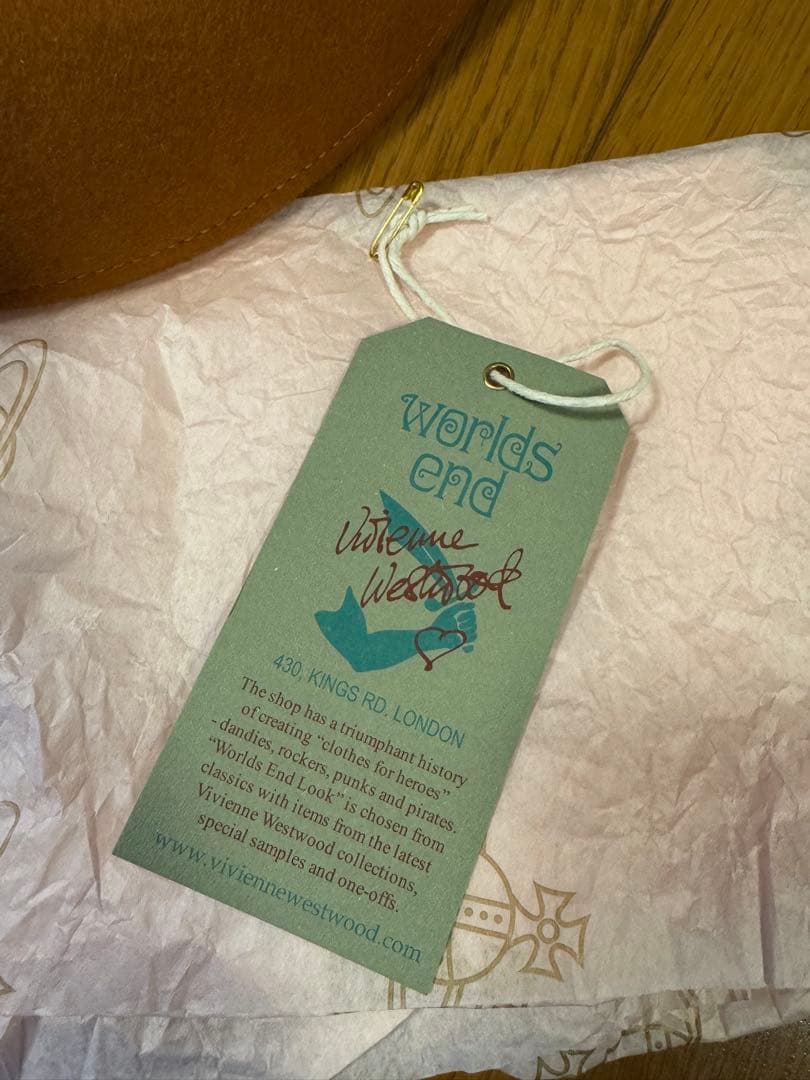 worlds
end
Vivienne
Westwood
430, KINGS RD. LONDON
The shop has a triumphant history
of creating “clothes for heroes”
- dandies, rockers, punks and pirates.
“Worlds End Look” is chosen from
classics with items from the latest
Vivienne Westwood collections,
special samples and one-offs.
www.viviennewestwood.com